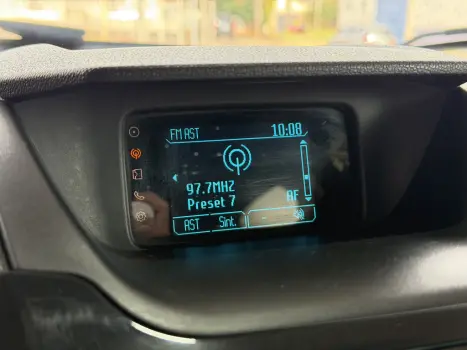 FM AST 10:08
97.7MHZ
Preset 7 AF
AST Sint.